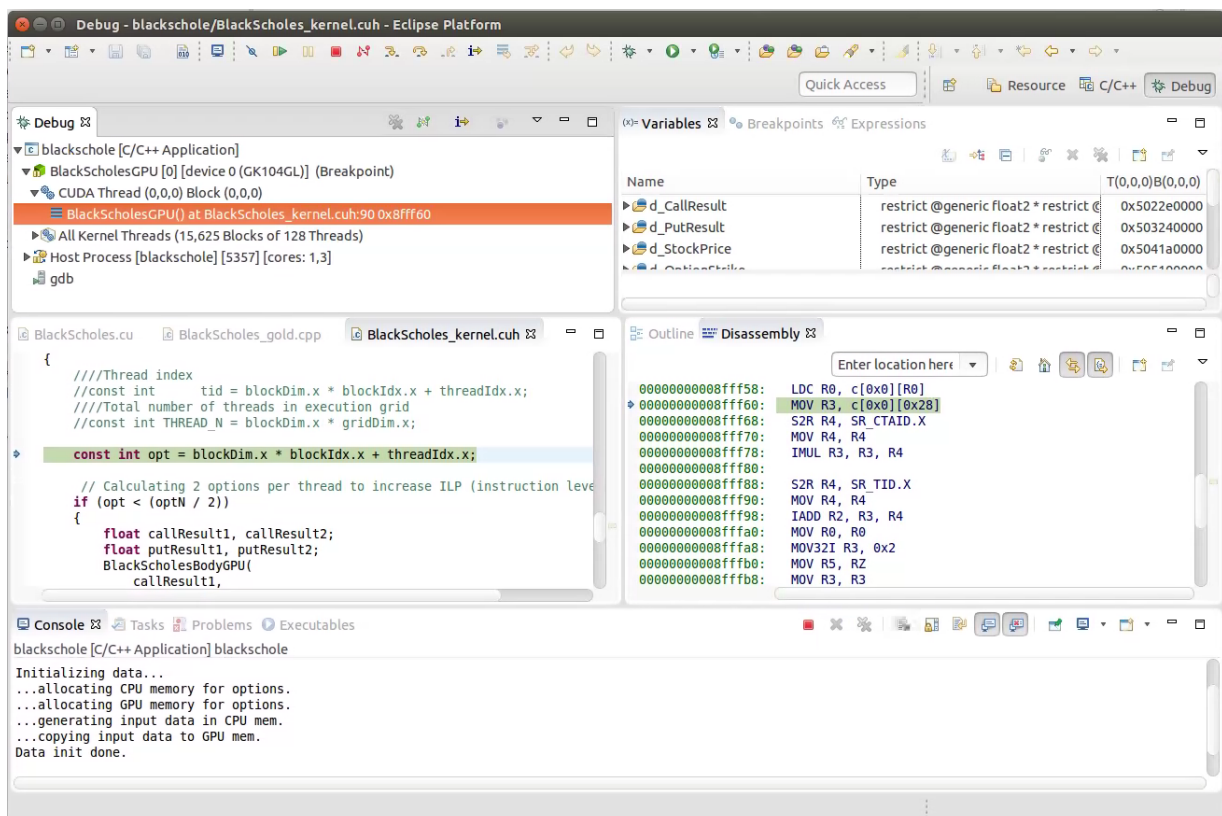 Debug - blackschole/BlackScholes_kernel.cuh - Eclipse Platform
Quick Access
Resource
C/C++
Debug
Debug
blackschole [C/C++ Application]
BlackScholesGPU [0] [device 0 (GK104GL)] (Breakpoint)
CUDA Thread (0,0,0) Block (0,0,0)
BlackScholesGPU() at BlackScholes_kernel.cuh:90 0x8fff60
All Kernel Threads (15,625 Blocks of 128 Threads)
Host Process [blackschole] [5357] [cores: 1,3]
gdb
(x)= Variables Breakpoints Expressions
Name Type T(0,0,0)B(0,0,0)
d_CallResult restrict @generic float2 * restrict @ 0x5022e0000
d_PutResult restrict @generic float2 * restrict @ 0x503240000
d_StockPrice restrict @generic float2 * restrict @ 0x5041a0000
d_OptionStrike restrict @generic float2 * restrict @ 0x505100000
BlackScholes.cu BlackScholes_gold.cpp BlackScholes_kernel.cuh
{
////Thread index
//const int      tid = blockDim.x * blockIdx.x + threadIdx.x;
////Total number of threads in execution grid
//const int THREAD_N = blockDim.x * gridDim.x;
const int opt = blockDim.x * blockIdx.x + threadIdx.x;
// Calculating 2 options per thread to increase ILP (instruction leve
if (opt < (optN / 2))
{
float callResult1, callResult2;
float putResult1, putResult2;
BlackScholesBodyGPU(
callResult1,
Outline Disassembly
Enter location here
00000000008fff58: LDC R0, c[0x0][R0]
00000000008fff60: MOV R3, c[0x0][0x28]
00000000008fff68: S2R R4, SR_CTAID.X
00000000008fff70: MOV R4, R4
00000000008fff78: IMUL R3, R3, R4
00000000008fff80:
00000000008fff88: S2R R4, SR_TID.X
00000000008fff90: MOV R4, R4
00000000008fff98: IADD R2, R3, R4
00000000008fffa0: MOV R0, R0
00000000008fffa8: MOV32I R3, 0x2
00000000008fffb0: MOV R5, RZ
00000000008fffb8: MOV R3, R3
Console Tasks Problems Executables
blackschole [C/C++ Application] blackschole
Initializing data...
...allocating CPU memory for options.
...allocating GPU memory for options.
...generating input data in CPU mem.
...copying input data to GPU mem.
Data init done.